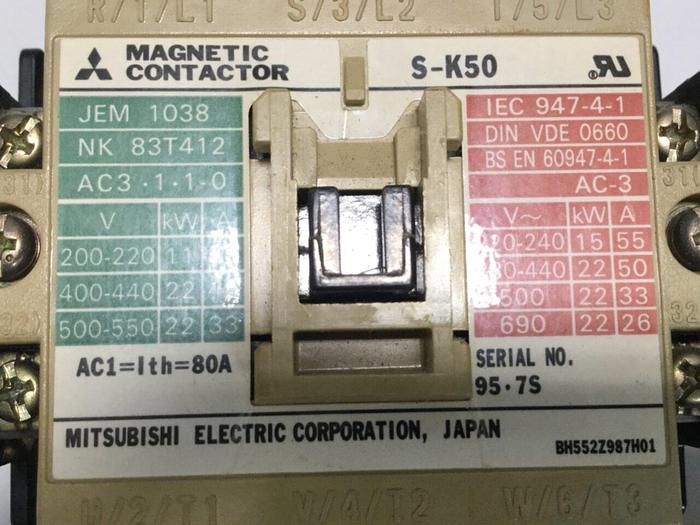 R/1/L1 S/3/L2 T/5/L3
MAGNETIC
CONTACTOR S-K50
JEM 1038
NK 83T412
AC3・1・1-0
V kW A
200-220 11
400-440 22
500-550 22 33
AC1=Ith=80A
IEC 947-4-1
DIN VDE 0660
BS EN 60947-4-1
AC-3
V~ kW A
15 55
22 50
500 22 33
690 22 26
SERIAL NO.
95・7S
MITSUBISHI ELECTRIC CORPORATION, JAPAN BH552Z987H01
U/2/T1 V/4/T2 W/6/T3